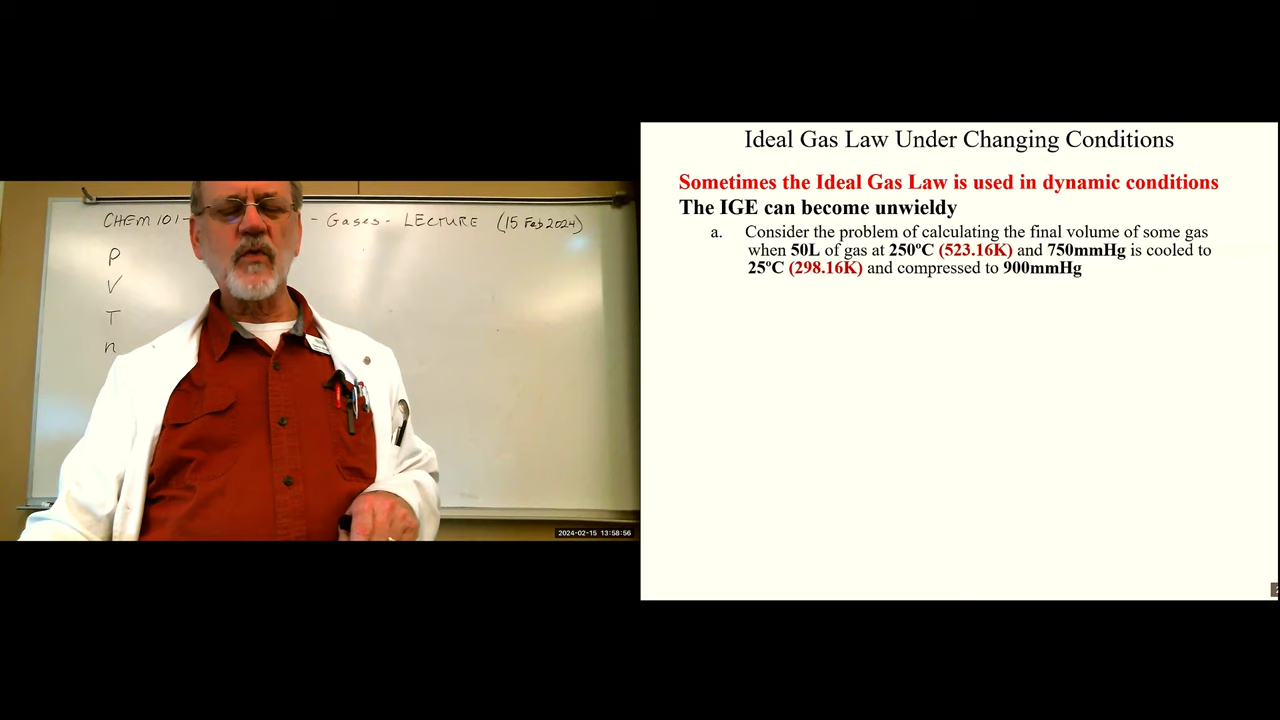 CHEM 101- - Gases - LECTURE (15 Feb 2024)
P
V
T
n
2024-02-15 13:58:56
Ideal Gas Law Under Changing Conditions
Sometimes the Ideal Gas Law is used in dynamic conditions
The IGE can become unwieldy
a. Consider the problem of calculating the final volume of some gas
when 50L of gas at 250ºC (523.16K) and 750mmHg is cooled to
25ºC (298.16K) and compressed to 900mmHg